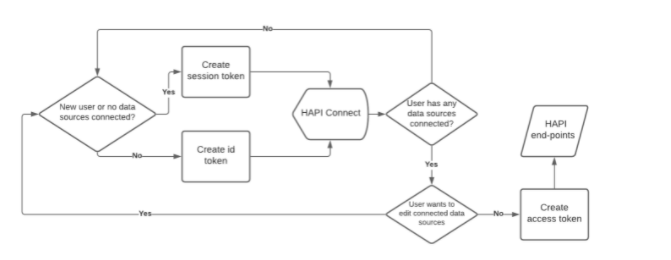 No
Create
session token
Yes
New user or no data
sources connected?
HAPI Connect
User has any
data sources
connected?
HAPI
end-points
No
Create id
token
Yes
User wants to
edit connected data
sources
No
Create
access token
Yes